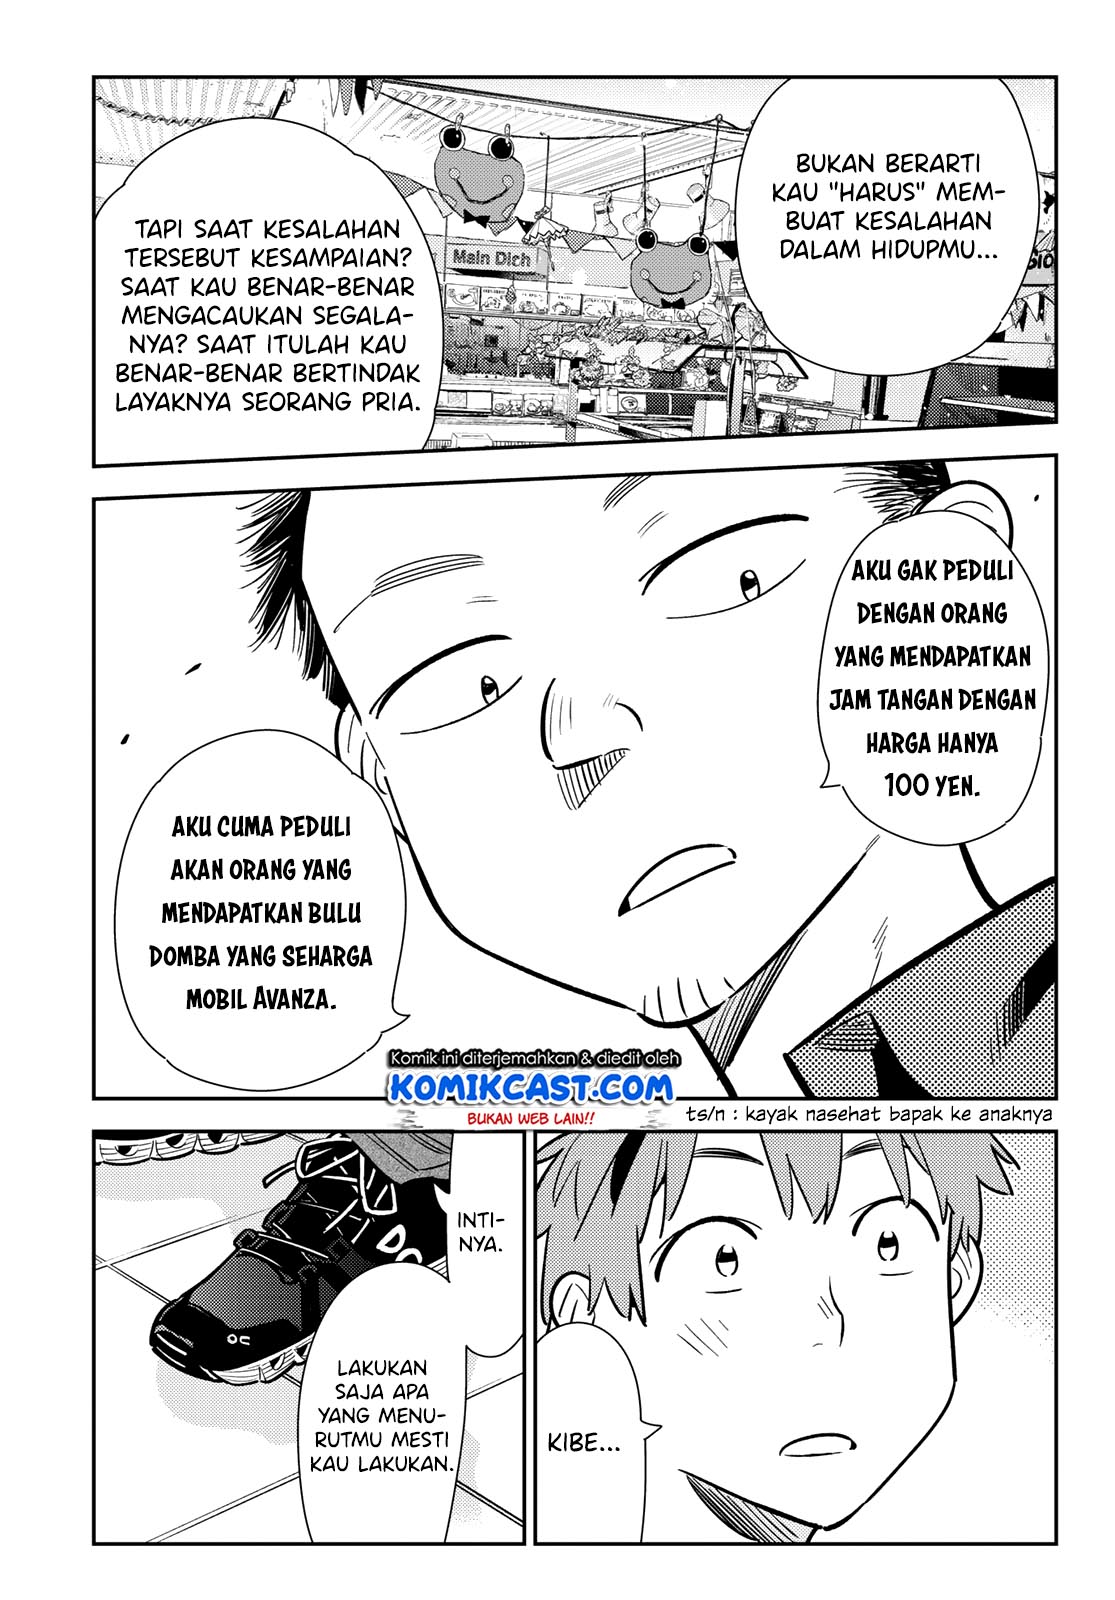 BUKAN BERARTI
KAU "HARUS" MEM-
BUAT KESALAHAN
DALAM HIDUPMU...
TAPI SAAT KESALAHAN
TERSEBUT KESAMPAIAN?
SAAT KAU BENAR-BENAR
MENGACAUKAN SEGALA-
NYA? SAAT ITULAH KAU
BENAR-BENAR BERTINDAK
LAYAKNYA SEORANG PRIA.
Main Dich
AKU GAK PEDULI
DENGAN ORANG
YANG MENDAPATKAN
JAM TANGAN DENGAN
HARGA HANYA
100 YEN.
AKU CUMA PEDULI
AKAN ORANG YANG
MENDAPATKAN BULU
DOMBA YANG SEHARGA
MOBIL AVANZA.
Komik ini diterjemahkan & diedit oleh
KOMIKCAST.COM
BUKAN WEB LAIN!!
ts/n : kayak nasehat bapak ke anaknya
KIBE...
INTI-
NYA.
LAKUKAN
SAJA APA
YANG MENU-
RUTMU MESTI
KAU LAKUKAN.